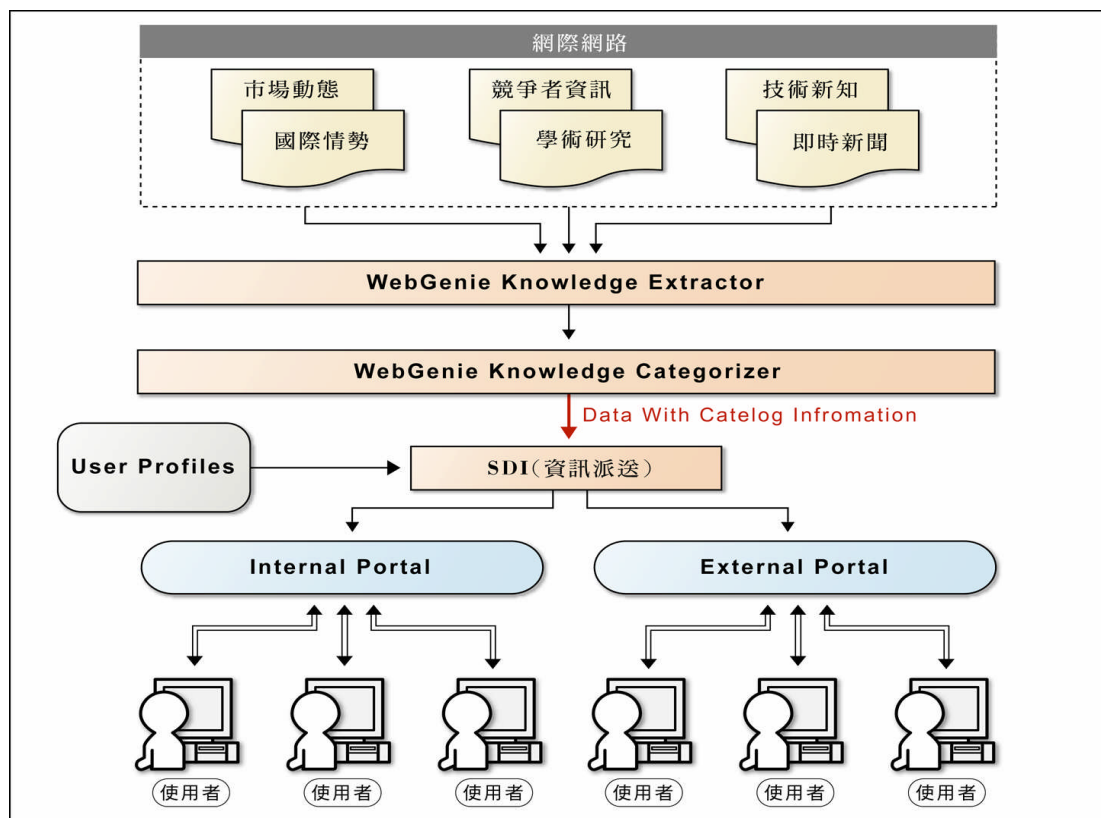 網際網路
市場動態
國際情勢
競爭者資訊
學術研究
技術新知
即時新聞
WebGenie Knowledge Extractor
WebGenie Knowledge Categorizer
Data With Catelog Infromation
User Profiles
SDI(資訊派送)
Internal Portal
External Portal
使用者
使用者
使用者
使用者
使用者
使用者